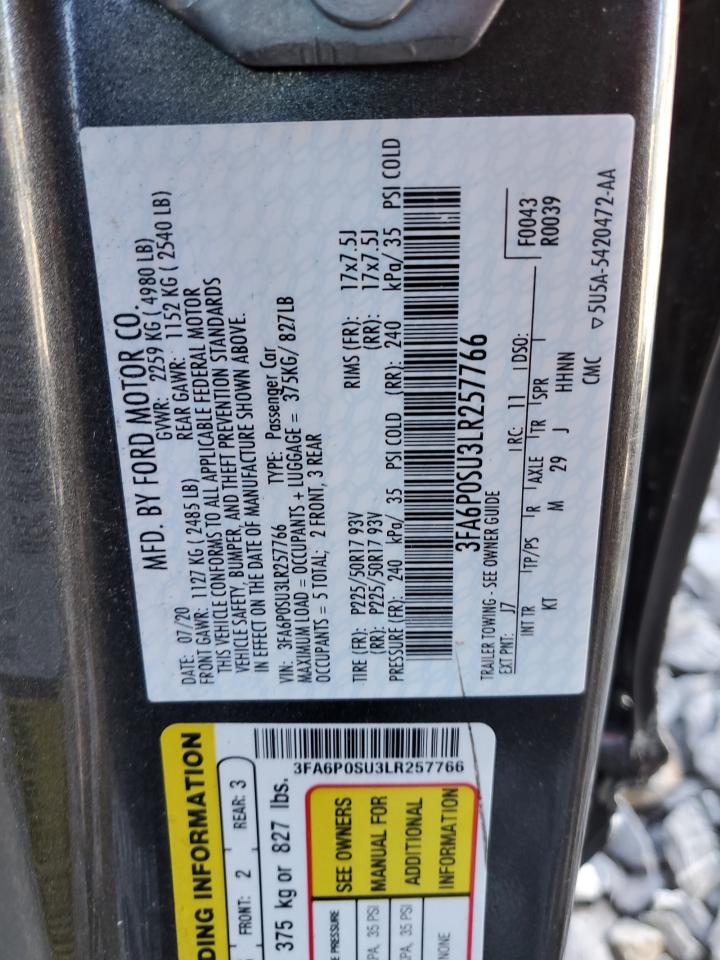 MFD. BY FORD MOTOR CO.
DATE: 07/20 GVWR: 2259 KG ( 4980 LB)
FRONT GAWR: 1127 KG ( 2485 LB) REAR GAWR: 1152 KG ( 2540 LB)
THIS VEHICLE CONFORMS TO ALL APPLICABLE FEDERAL MOTOR
VEHICLE SAFETY, BUMPER, AND THEFT PREVENTION STANDARDS
IN EFFECT ON THE DATE OF MANUFACTURE SHOWN ABOVE.
VIN: 3FA6P0SU3LR257766 TYPE: Passenger Car
MAXIMUM LOAD = OCCUPANTS + LUGGAGE = 375KG/ 827LB
OCCUPANTS = 5 TOTAL; 2 FRONT, 3 REAR
TIRE (FR): P225/50R17 93V RIMS (FR): 17x7.5J
(RR): P225/50R17 93V (RR): 17x7.5J
PRESSURE (FR): 240 kPa/ 35 PSI COLD (RR): 240 kPa/ 35 PSI COLD
3FA6P0SU3LR257766
TRAILER TOWING - SEE OWNER GUIDE
EXT PNT: J7 RC: 11 DSO: F0043
R0039
INT TR TP/PS R AXLE TR SPR
KT M 29 J HHNN
CMC ▽5U5A-5420472-AA
DING INFORMATION
3FA6P0SU3LR257766
FRONT: 2 REAR: 3
375 kg or 827 lbs.
E PRESSURE SEE OWNERS
KPA, 35 PSI MANUAL FOR
KPA, 35 PSI ADDITIONAL
NONE INFORMATION